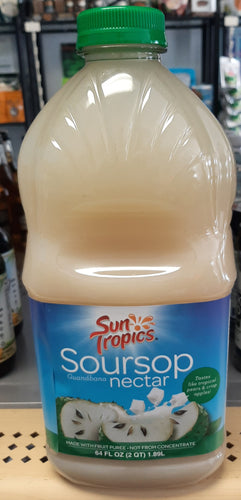 Sun
Tropics
Soursop
Guanábana nectar
Tastes
like tropical
pears & crisp
apples!
MADE WITH FRUIT PUREE - NOT FROM CONCENTRATE
64 FL OZ (2 QT) 1.89L